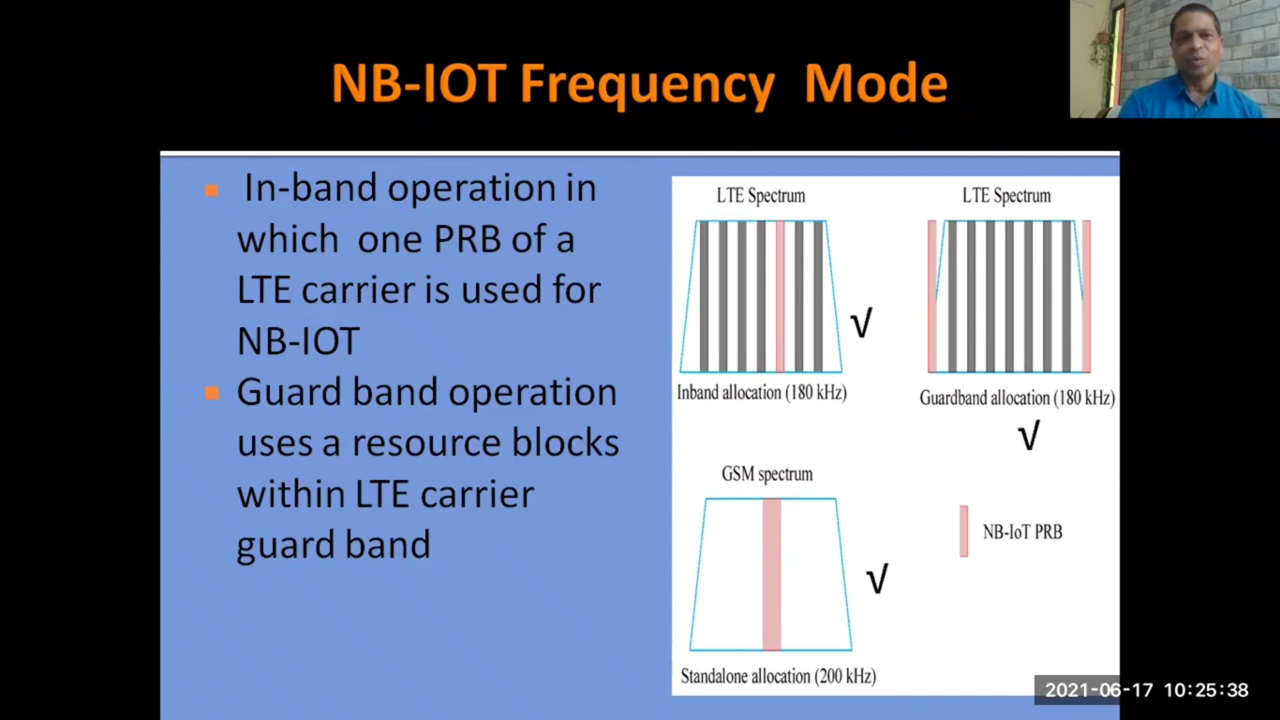 NB-IOT Frequency Mode
In-band operation in
which one PRB of a
LTE carrier is used for
NB-IOT
Guard band operation
uses a resource blocks
within LTE carrier
guard band
LTE Spectrum
LTE Spectrum
√
Inband allocation (180 kHz)
Guardband allocation (180 kHz)
√
GSM spectrum
NB-IoT PRB
√
Standalone allocation (200 kHz)
2021-06-17 10:25:38